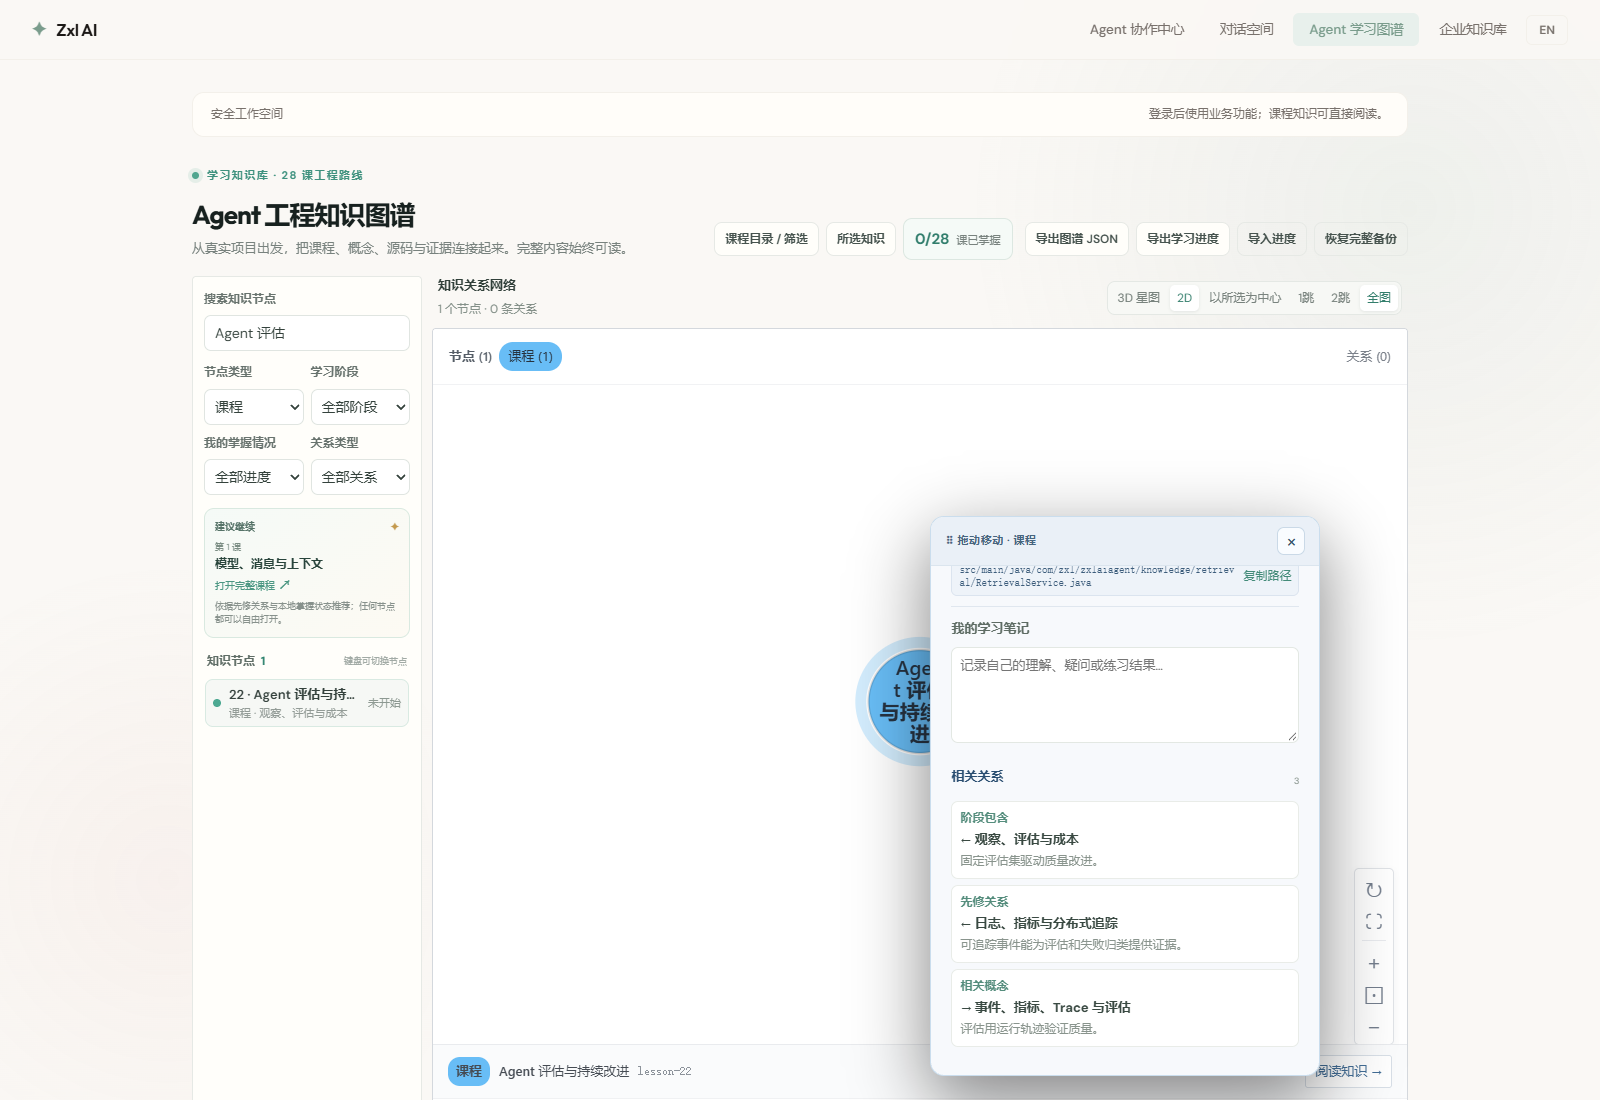 Zxl AI
Agent 协作中心
对话空间
Agent 学习图谱
企业知识库
EN
安全工作空间
登录后使用业务功能；课程知识可直接阅读。
学习知识库 · 28 课工程路线
Agent 工程知识图谱
从真实项目出发，把课程、概念、源码与证据连接起来。完整内容始终可读。
课程目录 / 筛选
所选知识
0/28 课已掌握
导出图谱 JSON
导出学习进度
导入进度
恢复完整备份
搜索知识节点
Agent 评估
节点类型
学习阶段
课程
全部阶段
我的掌握情况
关系类型
全部进度
全部关系
建议继续
第 1 课
模型、消息与上下文
打开完整课程 ↗
依据先修关系与本地掌握状态推荐；任何节点
都可以自由打开。
知识节点 1
键盘可切换节点
22 · Agent 评估与持...
课程 · 观察、评估与成本
未开始
知识关系网络
1 个节点 · 0 条关系
3D 星图
2D
以所选为中心
1跳
2跳
全图
节点 (1)
课程 (1)
关系 (0)
Age
t 评
与持
进
拖动移动 · 课程
×
src/main/java/com/zxl/zxlaiagent/knowledge/retriev
al/RetrievalService.java
复制路径
我的学习笔记
记录自己的理解、疑问或练习结果...
相关关系
3
阶段包含
← 观察、评估与成本
固定评估集驱动质量改进。
先修关系
← 日志、指标与分布式追踪
可追踪事件能为评估和失败归类提供证据。
相关概念
→ 事件、指标、Trace 与评估
评估用运行轨迹验证质量。
课程
Agent 评估与持续改进
lesson-22
阅读知识 →